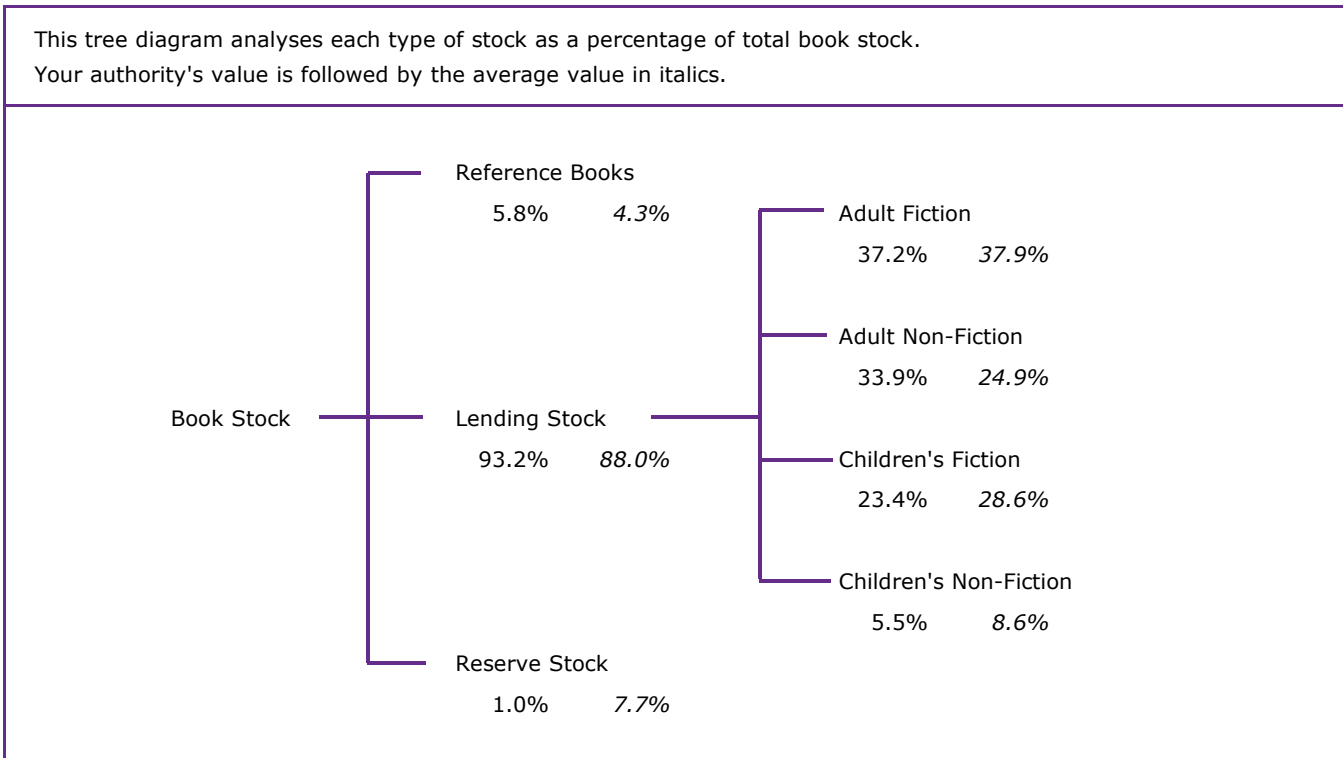 This tree diagram analyses each type of stock as a percentage of total book stock.
Your authority's value is followed by the average value in italics.
Reference Books
5.8% 4.3%
Adult Fiction
37.2% 37.9%
Adult Non-Fiction
33.9% 24.9%
Book Stock
Lending Stock
93.2% 88.0%
Children's Fiction
23.4% 28.6%
Children's Non-Fiction
5.5% 8.6%
Reserve Stock
1.0% 7.7%